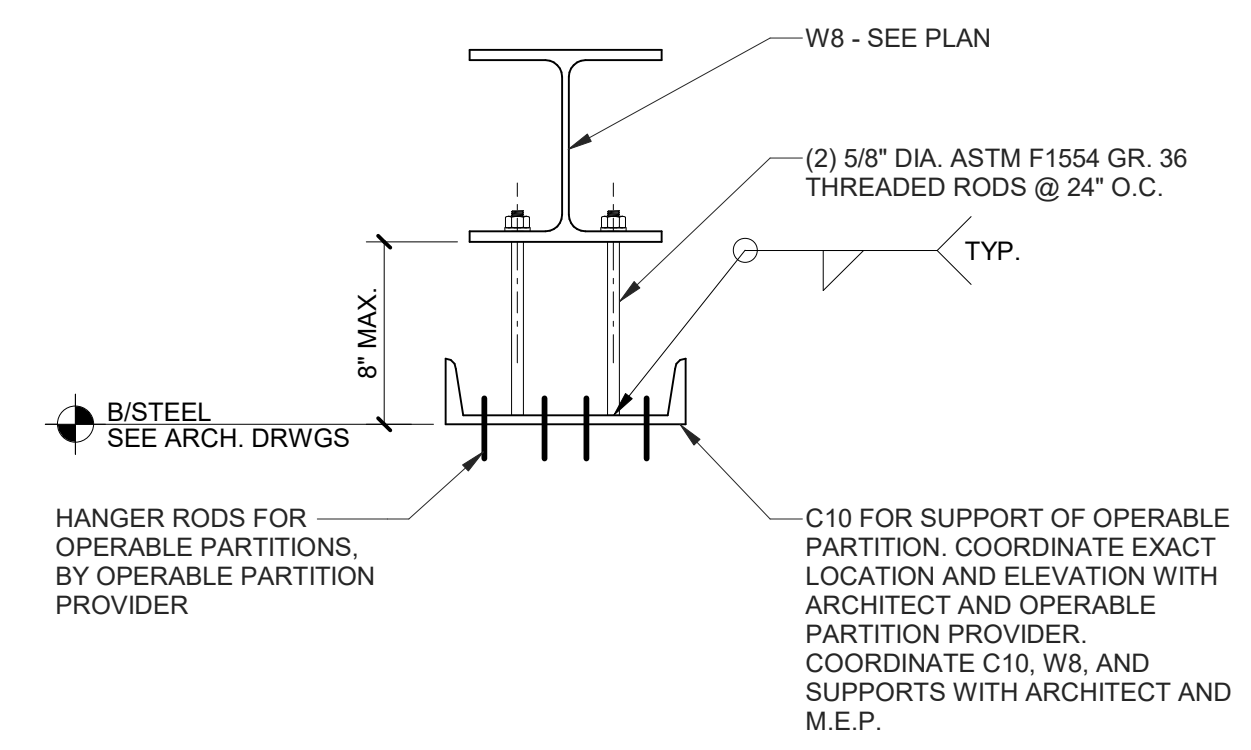 W8 - SEE PLAN
(2) 5/8" DIA. ASTM F1554 GR. 36
THREADED RODS @ 24" O.C.
TYP.
8" MAX.
B/STEEL
SEE ARCH. DRWGS
HANGER RODS FOR
OPERABLE PARTITIONS,
BY OPERABLE PARTITION
PROVIDER
C10 FOR SUPPORT OF OPERABLE
PARTITION. COORDINATE EXACT
LOCATION AND ELEVATION WITH
ARCHITECT AND OPERABLE
PARTITION PROVIDER.
COORDINATE C10, W8, AND
SUPPORTS WITH ARCHITECT AND
M.E.P.